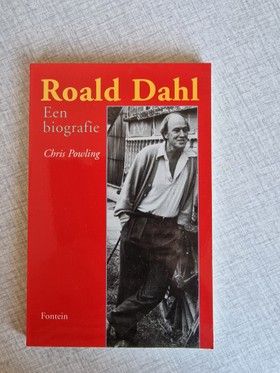 Roald Dahl
Een
biografie
Chris Powling
Fontein